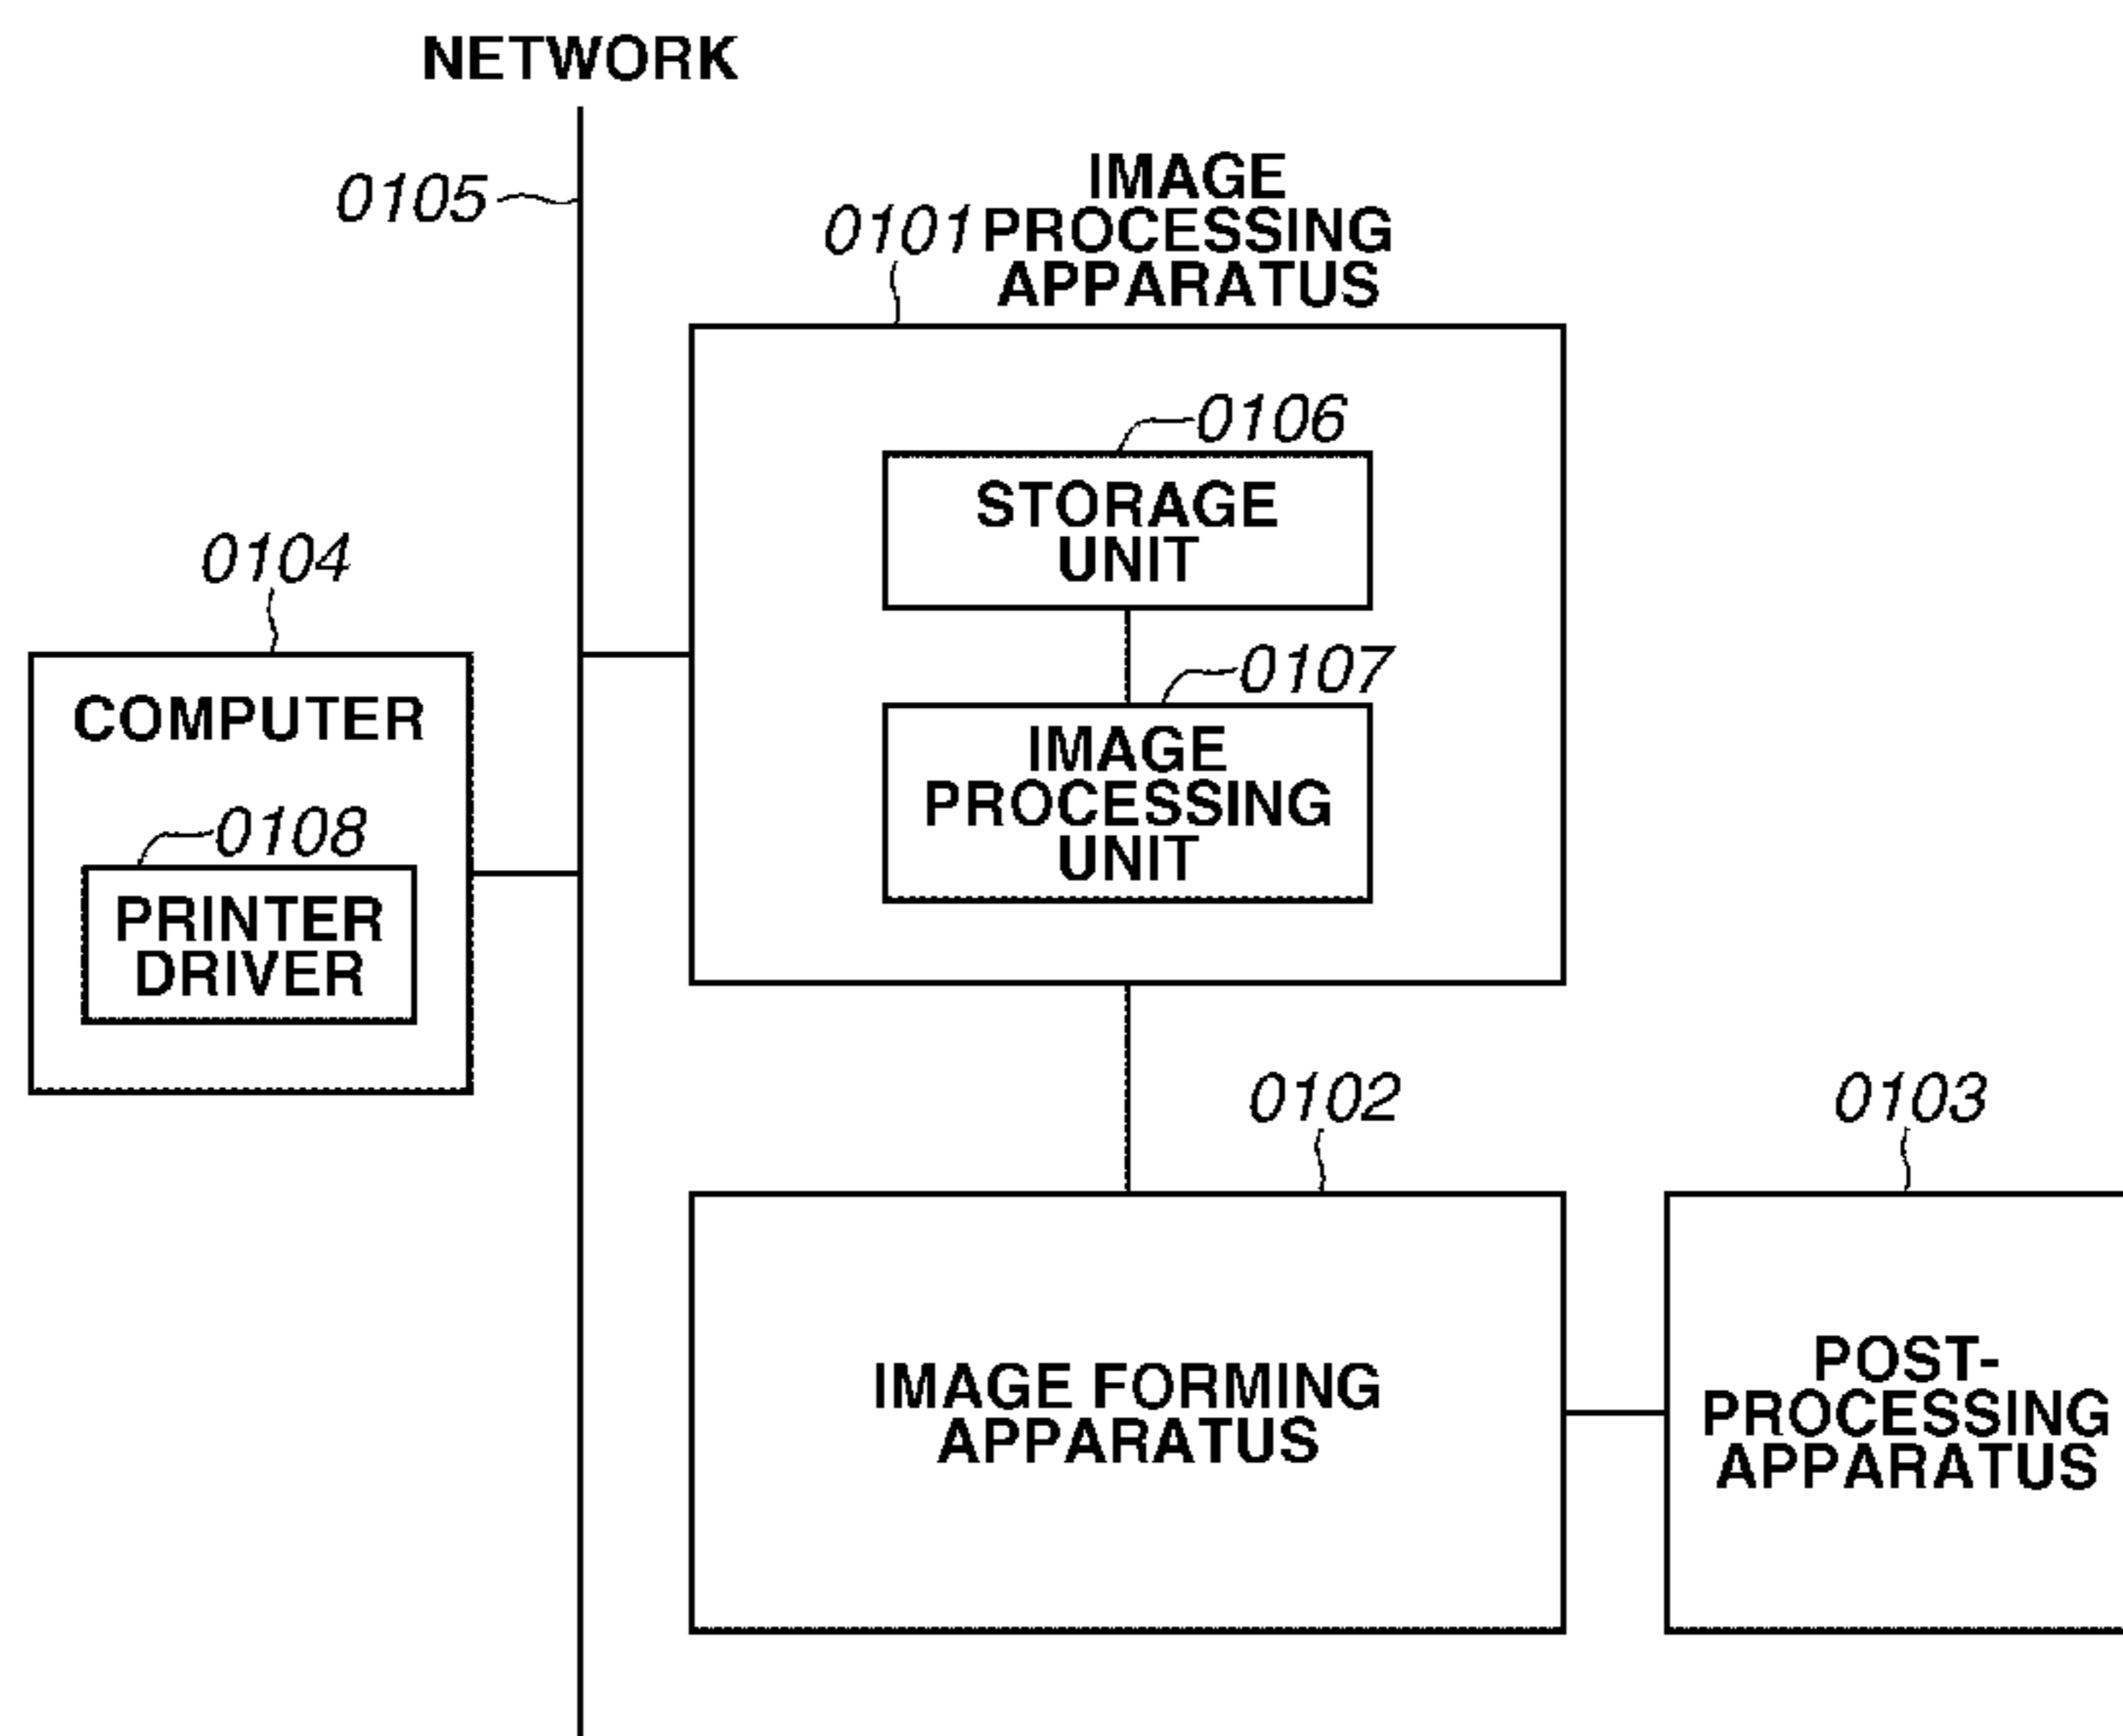 NETWORK
0105
IMAGE
0101 PROCESSING
APPARATUS
0106
STORAGE
UNIT
0104
0107
COMPUTER
IMAGE
PROCESSING
UNIT
0108
PRINTER
DRIVER
0102
0103
IMAGE FORMING
APPARATUS
POST-
PROCESSING
APPARATUS